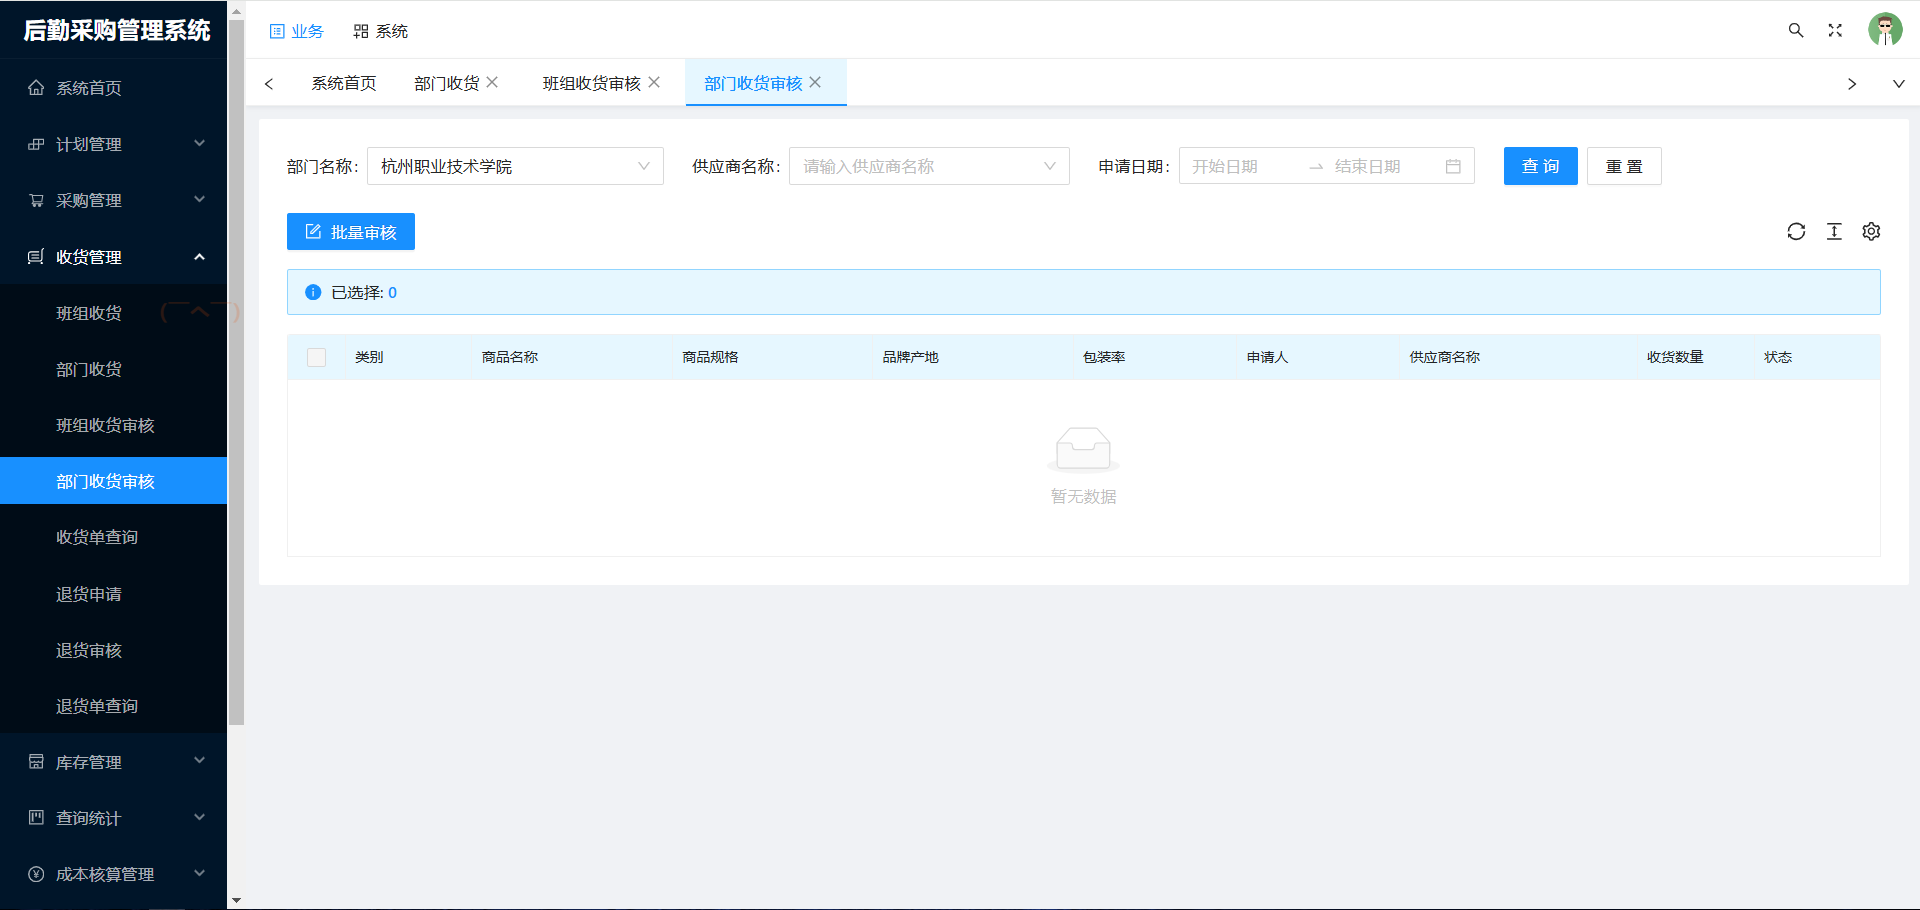 后勤采购管理系统
业务 系统
系统首页 部门收货 班组收货审核 部门收货审核
系统首页
计划管理
采购管理
收货管理
班组收货
部门收货
班组收货审核
部门收货审核
收货单查询
退货申请
退货审核
退货单查询
库存管理
查询统计
成本核算管理
部门名称: 杭州职业技术学院 供应商名称: 请输入供应商名称 申请日期: 开始日期 → 结束日期 查 询 重 置
批量审核
已选择: 0
类别 商品名称 商品规格 品牌产地 包装率 申请人 供应商名称 收货数量 状态
暂无数据